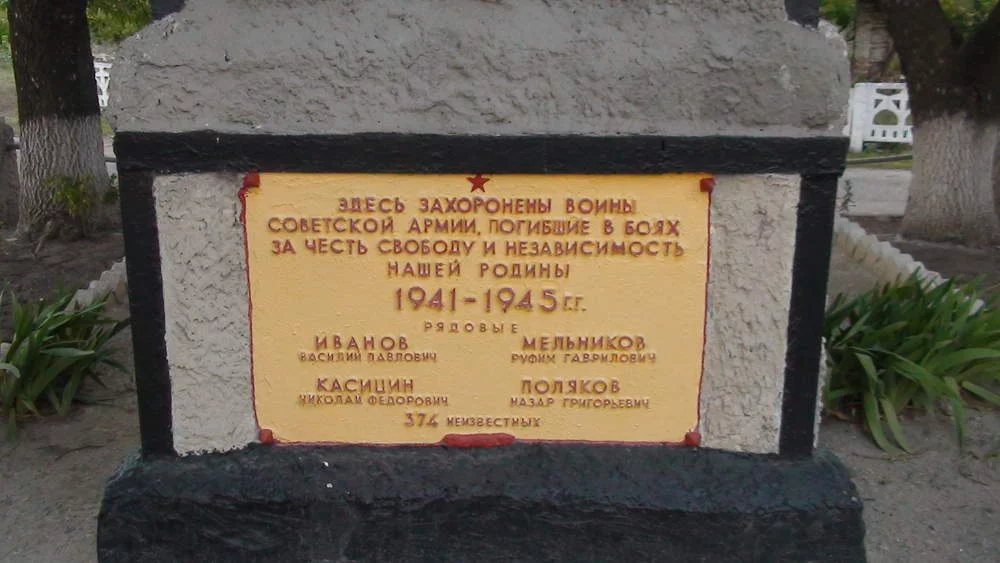 ЗДЕСЬ ЗАХОРОНЕНЫ ВОИНЫ
СОВЕТСКОЙ АРМИИ, ПОГИБШИЕ В БОЯХ
ЗА ЧЕСТЬ СВОБОДУ И НЕЗАВИСИМОСТЬ
НАШЕЙ РОДИНЫ
1941-1945 Г.Г.
РЯДОВЫЕ
ИВАНОВ МЕЛЬНИКОВ
ВАСИЛИЙ ПАВЛОВИЧ РУФИМ ГАВРИЛОВИЧ
КАСИЦИН ПОЛЯКОВ
НИКОЛАЙ ФЕДОРОВИЧ НАЗАР ГРИГОРЬЕВИЧ
374 НЕИЗВЕСТНЫХ